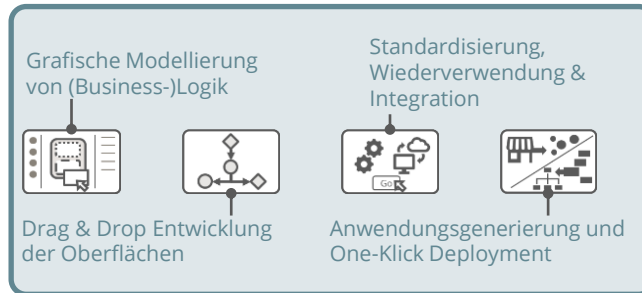 Grafische Modellierung
von (Business-)Logik
Standardisierung,
Wiederverwendung &
Integration
Go
Drag & Drop Entwicklung
der Oberflächen
Anwendungsgenerierung und
One-Klick Deployment